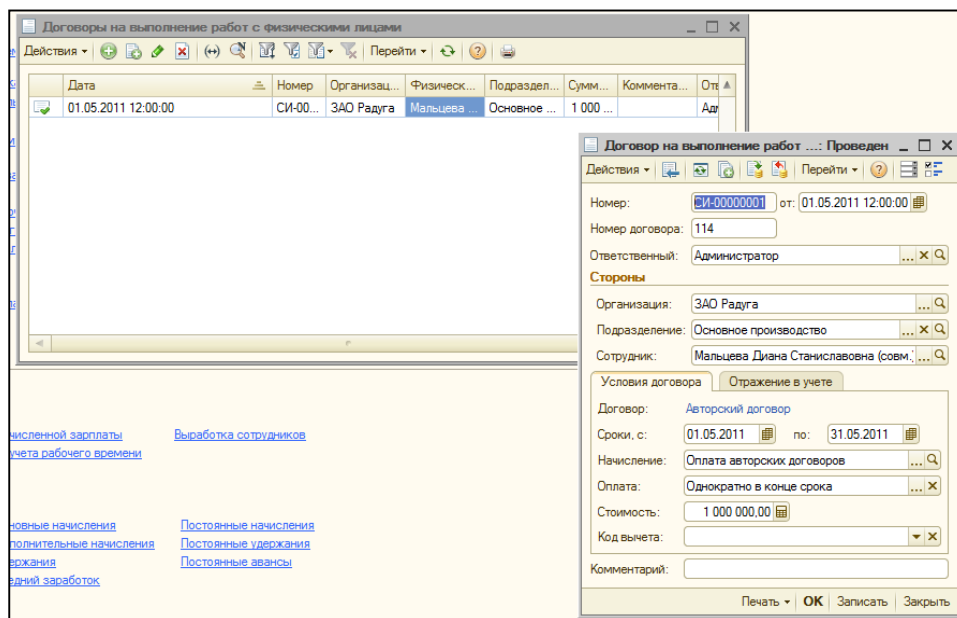 Договоры на выполнение работ с физическими лицами
Действия Перейти
Дата Номер Организац... Физическ... Подраздел... Сумм... Коммента... Отв
01.05.2011 12:00:00 СИ-00... ЗАО Радуга Мальцева ... Основное ... 1 000 ... Адм
Договор на выполнение работ ...: Проведен
Действия Перейти
Номер: СИ-00000001 от: 01.05.2011 12:00:00
Номер договора: 114
Ответственный: Администратор
Стороны
Организация: ЗАО Радуга
Подразделение: Основное производство
Сотрудник: Мальцева Диана Станиславовна (совм.)
Условия договора Отражение в учете
Договор: Авторский договор
Сроки, с: 01.05.2011 по: 31.05.2011
Начисление: Оплата авторских договоров
Оплата: Однократно в конце срока
Стоимость: 1 000 000,00
Код вычета:
Комментарий:
Печать OK Записать Закрыть
численной зарплаты Выработка сотрудников
учета рабочего времени
новные начисления Постоянные начисления
полнительные начисления Постоянные удержания
ержания Постоянные авансы
едний заработок